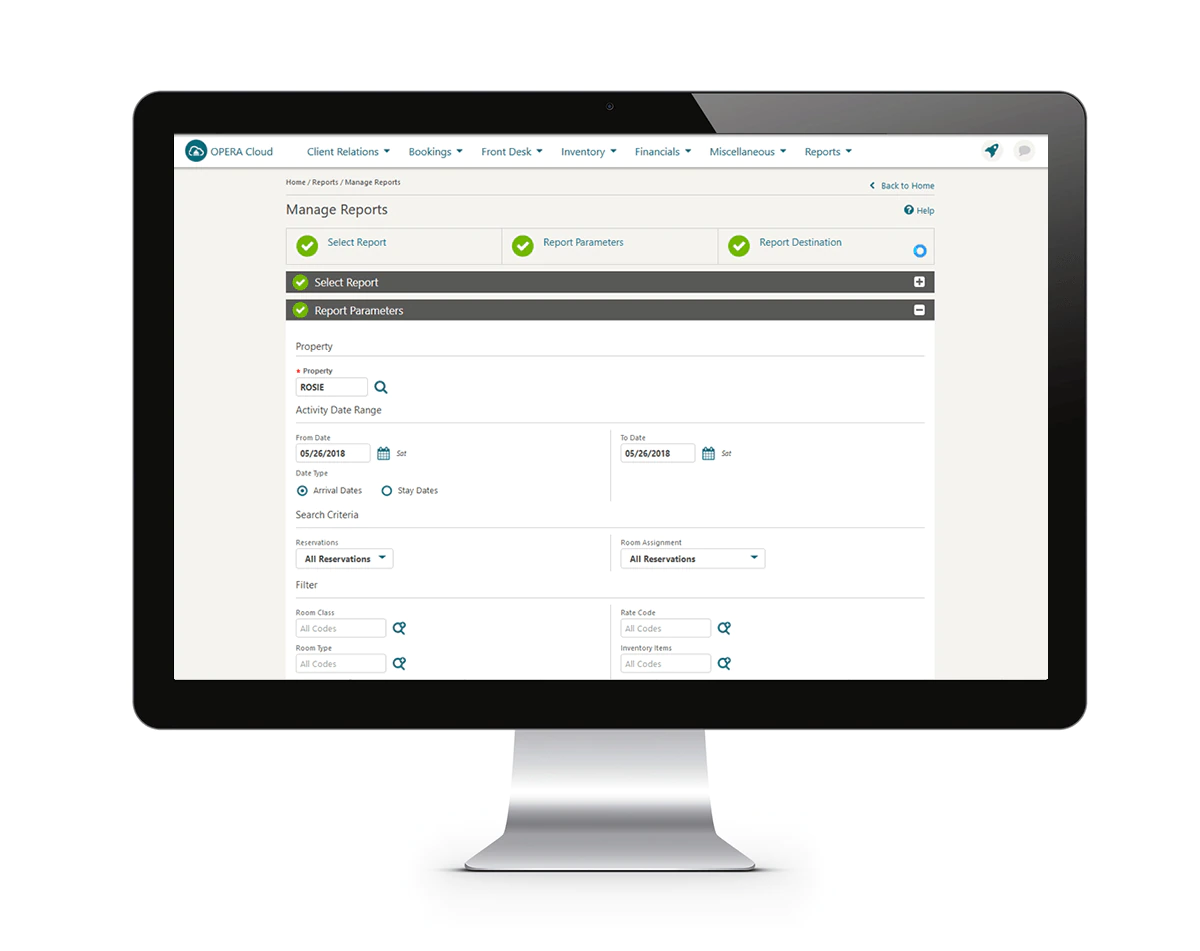 OPERA Cloud Client Relations Bookings Front Desk Inventory Financials Miscellaneous Reports
Home / Reports / Manage Reports Back to Home
Manage Reports Help
Select Report Report Parameters Report Destination
Select Report
Report Parameters
Property
* Property
ROSIE
Activity Date Range
From Date To Date
05/26/2018 Sat 05/26/2018 Sat
Date Type
Arrival Dates Stay Dates
Search Criteria
Reservations Room Assignment
All Reservations All Reservations
Filter
Room Class Rate Code
All Codes All Codes
Room Type Inventory Items
All Codes All Codes